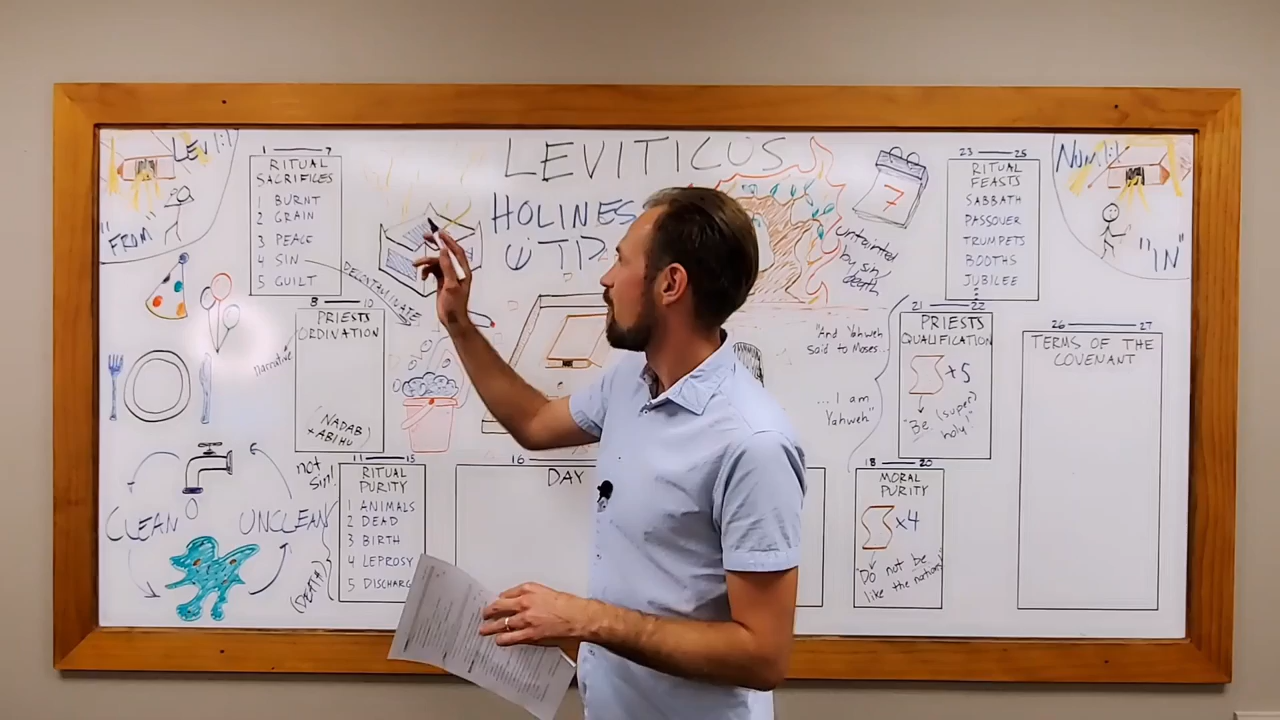 LEVITICUS
LEV 1:1
"FROM"
1 7
RITUAL
SACRIFICES
1 BURNT
2 GRAIN
3 PEACE
4 SIN
5 GUILT
DECONTAMINATE
HOLINES
untainted
by sin,
death
7
23 25
RITUAL
FEASTS
SABBATH
PASSOVER
TRUMPETS
BOOTHS
JUBILEE
NUM 1:1
"IN"
8 10
PRIESTS
ORDINATION
Narrative
(NADAB
+ ABIHU)
"And Yahweh
said to Moses...
... I am
Yahweh"
21 22
PRIESTS
QUALIFICATION
+5
"Be (super)
holy!"
26 27
TERMS OF THE
COVENANT
CLEAN
UNCLEAN
not
sin!
(DEATH)
11 15
RITUAL
PURITY
1 ANIMALS
2 DEAD
3 BIRTH
4 LEPROSY
5 DISCHARG
16
DAY
18 20
MORAL
PURITY
x4
"Do not be
like the nations"